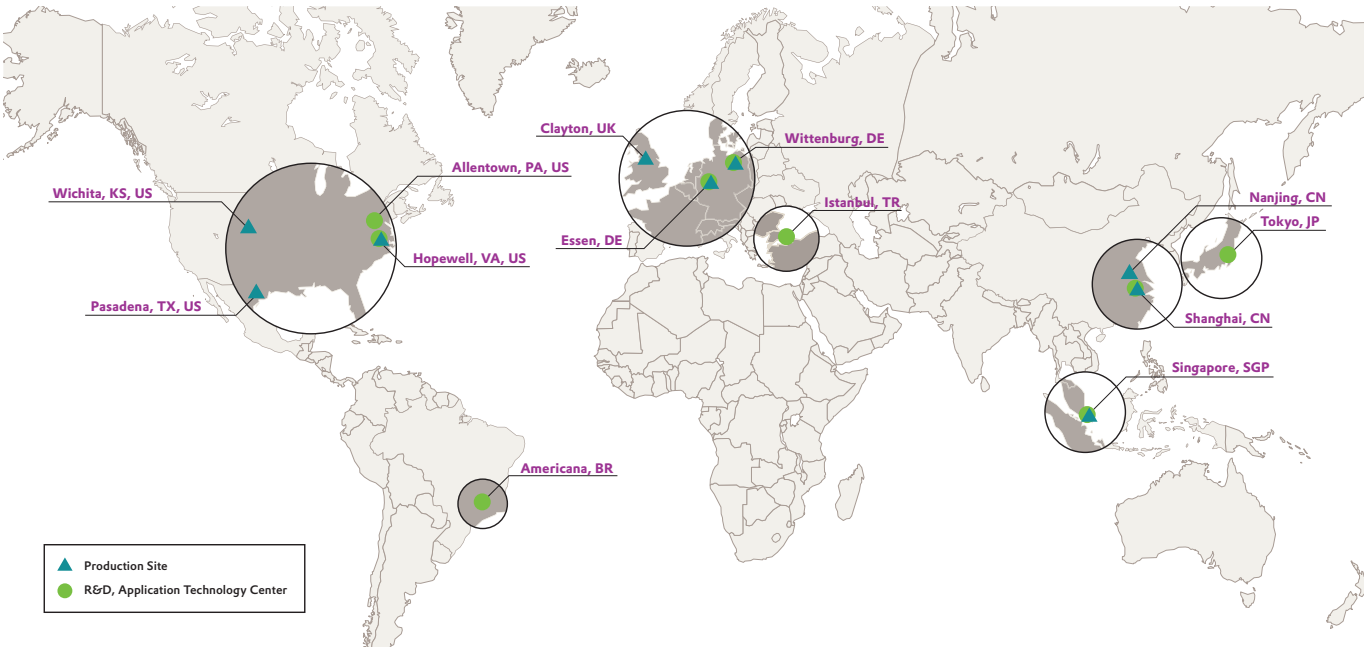 Clayton, UK
Wittenburg, DE
Allentown, PA, US
Wichita, KS, US
Istanbul, TR
Nanjing, CN
Tokyo, JP
Essen, DE
Hopewell, VA, US
Pasadena, TX, US
Shanghai, CN
Singapore, SGP
Americana, BR
Production Site
R&D, Application Technology Center